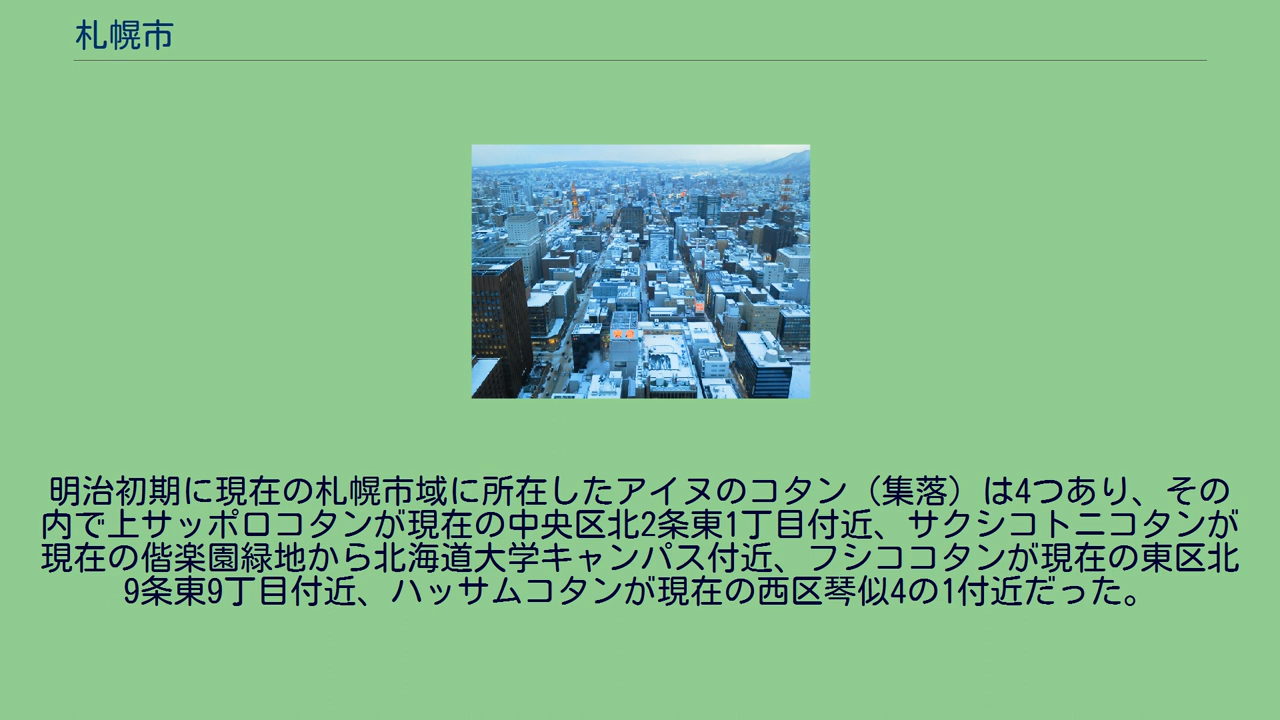 札幌市
明治初期に現在の札幌市域に所在したアイヌのコタン（集落）は4つあり、その
内で上サッポロコタンが現在の中央区北2条東1丁目付近、サクシコトニコタンが
現在の偕楽園緑地から北海道大学キャンパス付近、フシココタンが現在の東区北
9条東9丁目付近、ハッサムコタンが現在の西区琴似4の1付近だった。